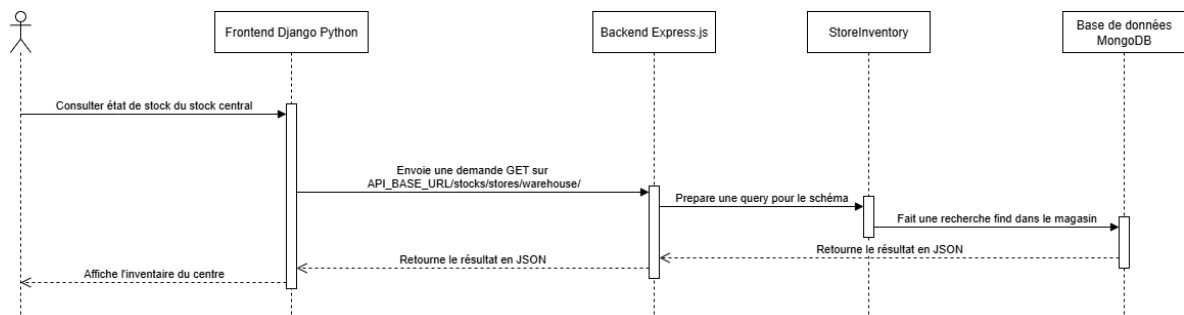 Frontend Django Python
Backend Express.js
StoreInventory
Base de données
MongoDB
Consulter état de stock du stock central
Envoie une demande GET sur
API_BASE_URL/stocks/stores/warehouse/
Prepare une query pour le schéma
Fait une recherche find dans le magasin
Retourne le résultat en JSON
Retourne le résultat en JSON
Affiche l'inventaire du centre